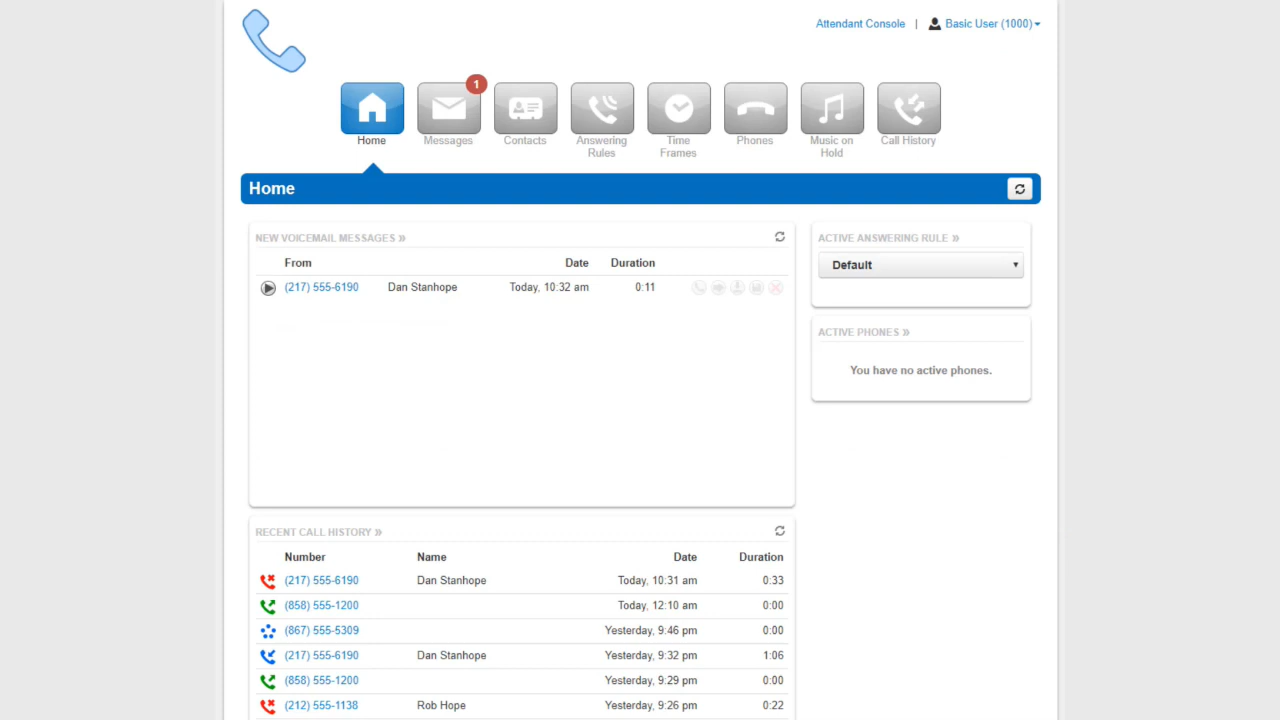 Attendant Console | Basic User (1000)
1
Home
Messages
Contacts
Answering
Rules
Time
Frames
Phones
Music on
Hold
Call History
Home
NEW VOICEMAIL MESSAGES »
From Date Duration
(217) 555-6190 Dan Stanhope Today, 10:32 am 0:11
ACTIVE ANSWERING RULE »
Default
ACTIVE PHONES »
You have no active phones.
RECENT CALL HISTORY »
Number Name Date Duration
(217) 555-6190 Dan Stanhope Today, 10:31 am 0:33
(858) 555-1200 Today, 12:10 am 0:00
(867) 555-5309 Yesterday, 9:46 pm 0:00
(217) 555-6190 Dan Stanhope Yesterday, 9:32 pm 1:06
(858) 555-1200 Yesterday, 9:29 pm 0:00
(212) 555-1138 Rob Hope Yesterday, 9:26 pm 0:22